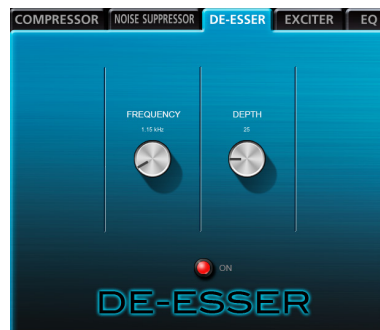 COMPRESSOR NOISE SUPPRESSOR DE-ESSER EXCITER EQ
FREQUENCY DEPTH
1.15 kHz 25
ON
DE-ESSER